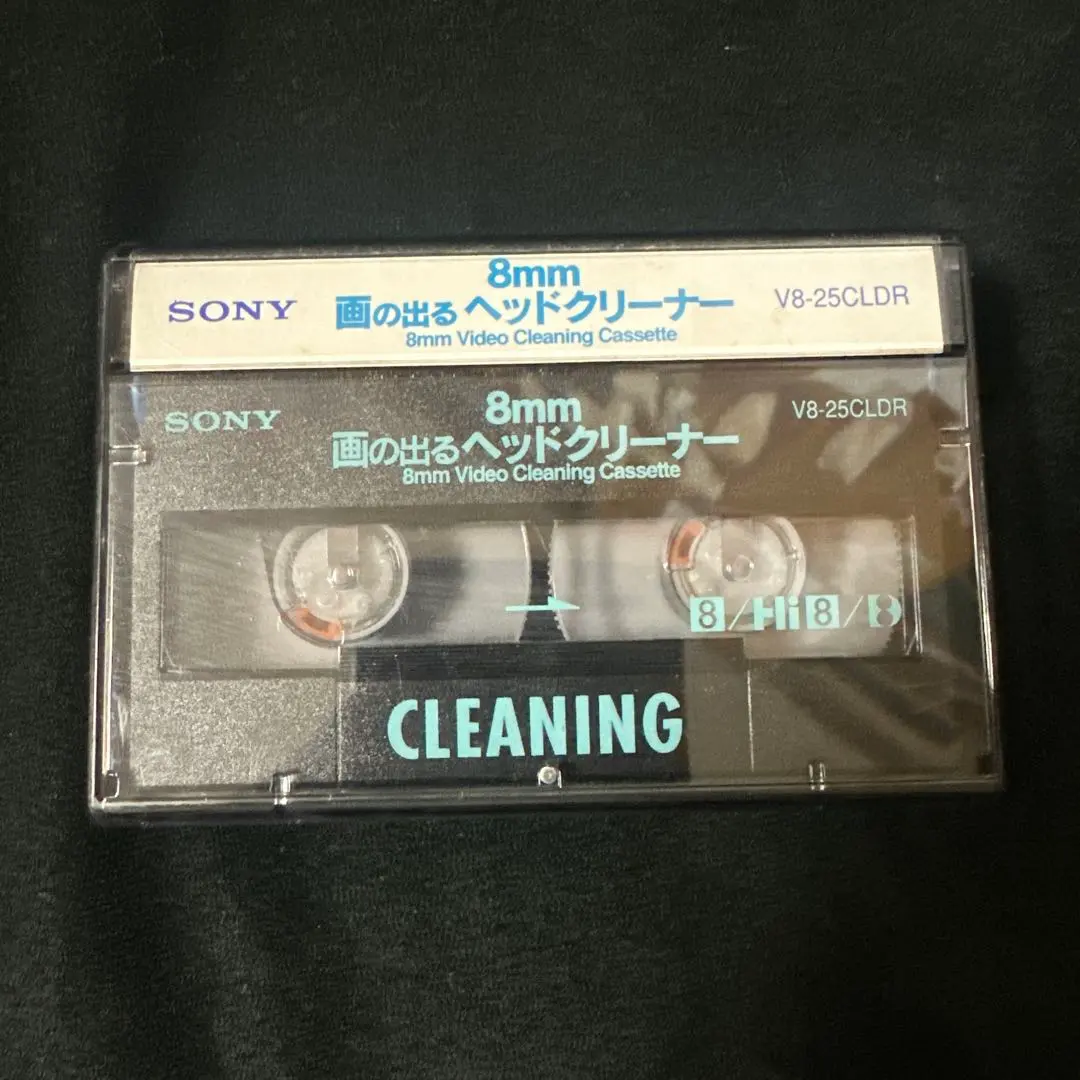 8mm
SONY 画の出るヘッドクリーナー V8-25CLDR
8mm Video Cleaning Cassette
8mm
SONY 画の出るヘッドクリーナー V8-25CLDR
8mm Video Cleaning Cassette
8/Hi8/
CLEANING